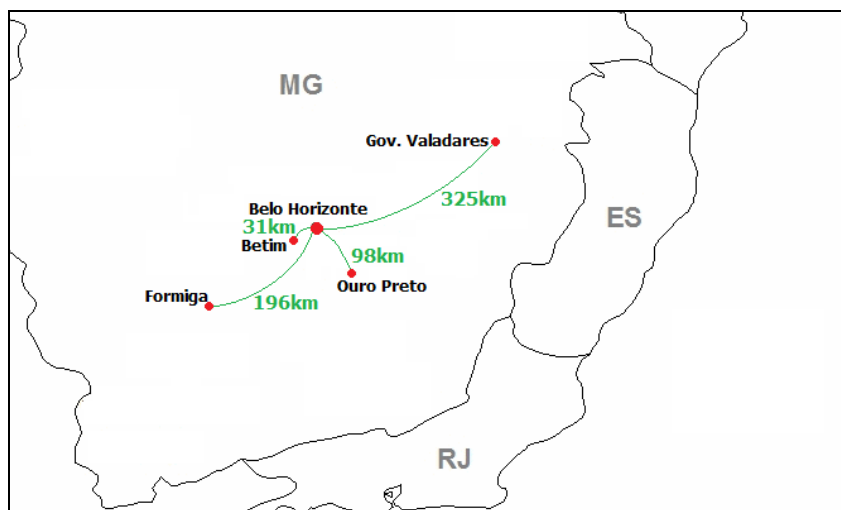 MG
Gov. Valadares
325km
Belo Horizonte
ES
31km
Betim
98km
Ouro Preto
Formiga
196km
RJ